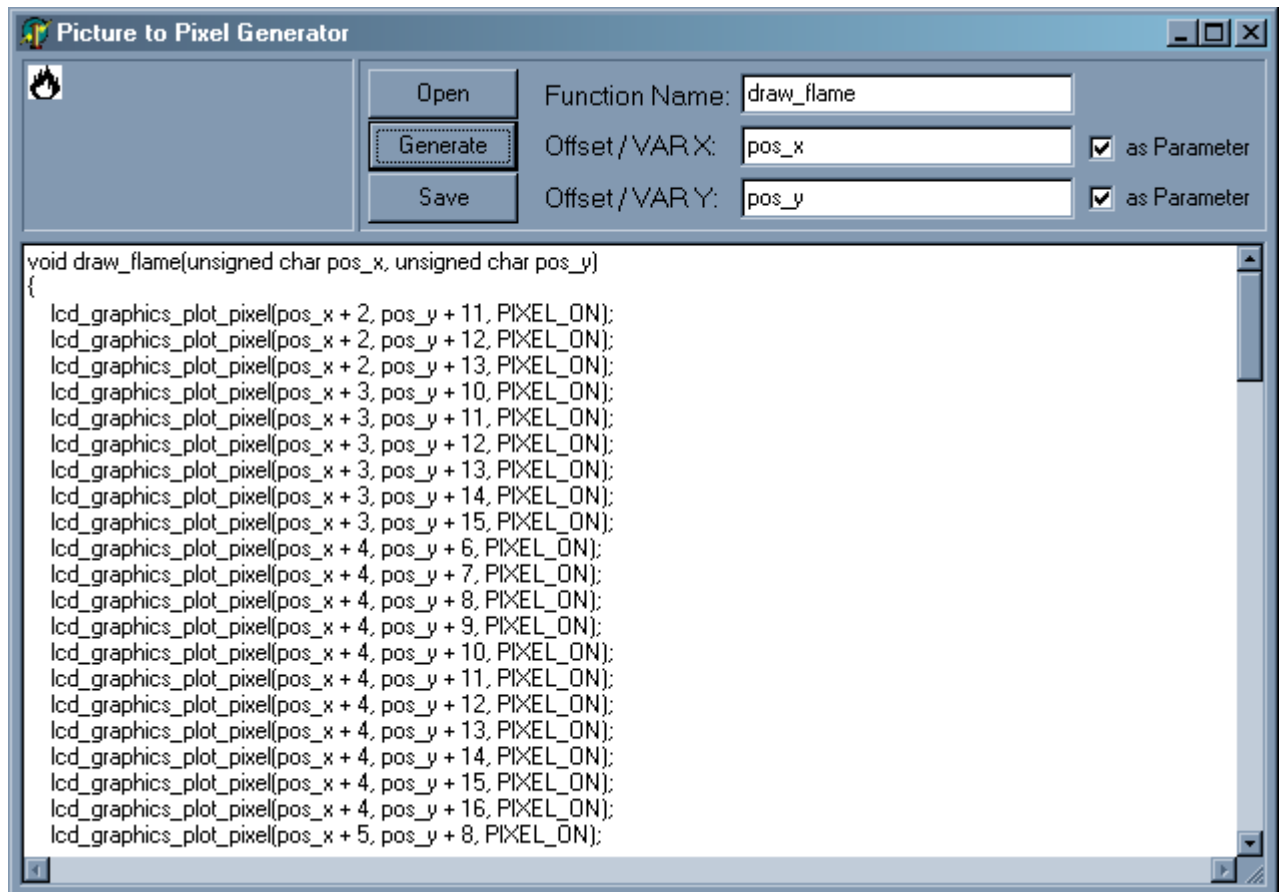 Picture to Pixel Generator
Open
Function Name:
draw_flame
Generate
Offset / VAR X:
pos_x
as Parameter
Save
Offset / VAR Y:
pos_y
as Parameter
void draw_flame(unsigned char pos_x, unsigned char pos_y)
{
lcd_graphics_plot_pixel(pos_x + 2, pos_y + 11, PIXEL_ON);
lcd_graphics_plot_pixel(pos_x + 2, pos_y + 12, PIXEL_ON);
lcd_graphics_plot_pixel(pos_x + 2, pos_y + 13, PIXEL_ON);
lcd_graphics_plot_pixel(pos_x + 3, pos_y + 10, PIXEL_ON);
lcd_graphics_plot_pixel(pos_x + 3, pos_y + 11, PIXEL_ON);
lcd_graphics_plot_pixel(pos_x + 3, pos_y + 12, PIXEL_ON);
lcd_graphics_plot_pixel(pos_x + 3, pos_y + 13, PIXEL_ON);
lcd_graphics_plot_pixel(pos_x + 3, pos_y + 14, PIXEL_ON);
lcd_graphics_plot_pixel(pos_x + 3, pos_y + 15, PIXEL_ON);
lcd_graphics_plot_pixel(pos_x + 4, pos_y + 6, PIXEL_ON);
lcd_graphics_plot_pixel(pos_x + 4, pos_y + 7, PIXEL_ON);
lcd_graphics_plot_pixel(pos_x + 4, pos_y + 8, PIXEL_ON);
lcd_graphics_plot_pixel(pos_x + 4, pos_y + 9, PIXEL_ON);
lcd_graphics_plot_pixel(pos_x + 4, pos_y + 10, PIXEL_ON);
lcd_graphics_plot_pixel(pos_x + 4, pos_y + 11, PIXEL_ON);
lcd_graphics_plot_pixel(pos_x + 4, pos_y + 12, PIXEL_ON);
lcd_graphics_plot_pixel(pos_x + 4, pos_y + 13, PIXEL_ON);
lcd_graphics_plot_pixel(pos_x + 4, pos_y + 14, PIXEL_ON);
lcd_graphics_plot_pixel(pos_x + 4, pos_y + 15, PIXEL_ON);
lcd_graphics_plot_pixel(pos_x + 4, pos_y + 16, PIXEL_ON);
lcd_graphics_plot_pixel(pos_x + 5, pos_y + 8, PIXEL_ON);